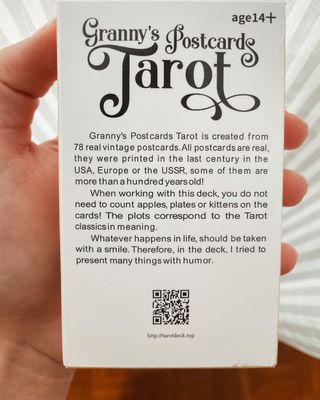 age14+
Granny's Postcards
Tarot
Granny's Postcards Tarot is created from
78 real vintage postcards. All postcards are real,
they were printed in the last century in the
USA, Europe or the USSR, some of them are
more than a hundred years old!
When working with this deck, you do not
need to count apples, plates or kittens on the
cards! The plots correspond to the Tarot
classics in meaning.
Whatever happens in life, should be taken
with a smile. Therefore, in the deck, I tried to
present many things with humor.
http://tarotdeck.top